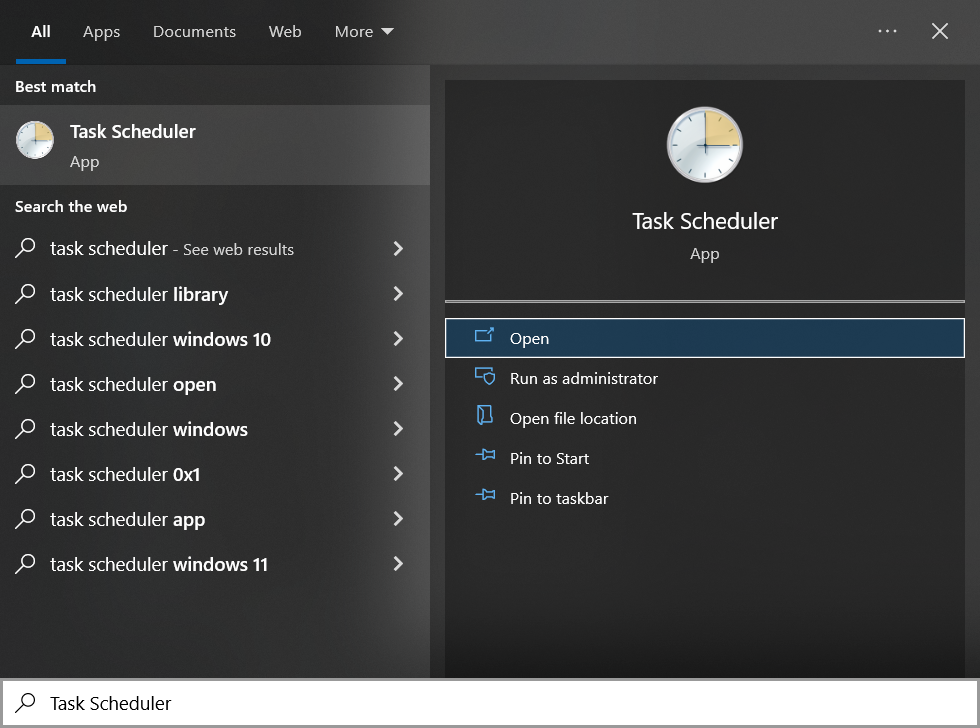 All Apps Documents Web More ...
Best match
Task Scheduler
App
Search the web
task scheduler - See web results
task scheduler library
task scheduler windows 10
task scheduler open
task scheduler windows
task scheduler 0x1
task scheduler app
task scheduler windows 11
Task Scheduler
App
Open
Run as administrator
Open file location
Pin to Start
Pin to taskbar
Task Scheduler